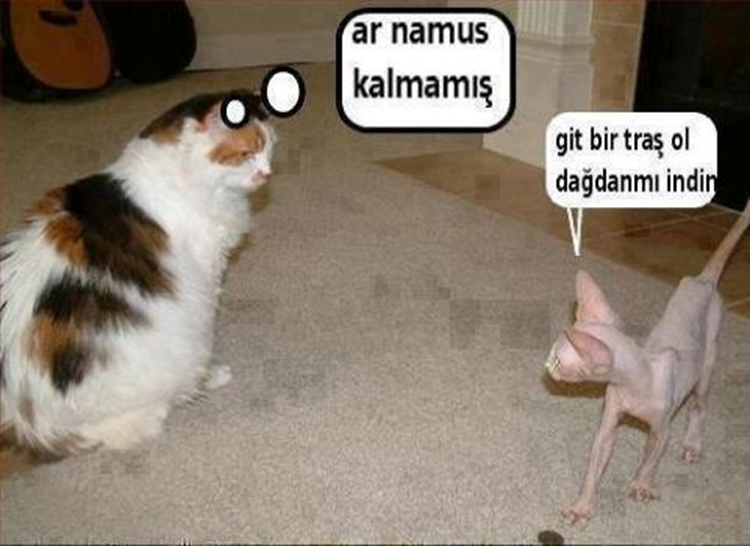 ar namus
kalmamış
git bir traş ol
dağdanmı indin